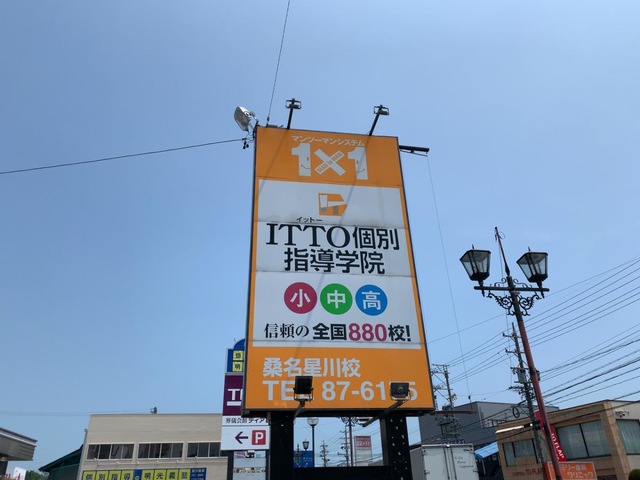 マンツーマンシステム
1×1
イットー
ITTO個別
指導学院
小 中 高
信頼の全国880校!
桑名星川校
P